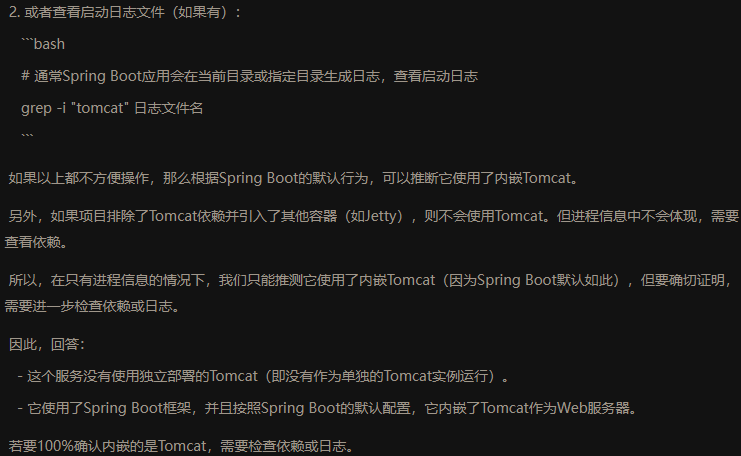 2. 或者查看启动日志文件（如果有）：
```bash
# 通常Spring Boot应用会在当前目录或指定目录生成日志，查看启动日志
grep -i "tomcat" 日志文件名
```
如果以上都不方便操作，那么根据Spring Boot的默认行为，可以推断它使用了内嵌Tomcat。
另外，如果项目排除了Tomcat依赖并引入了其他容器（如Jetty），则不会使用Tomcat。但进程信息中不会体现，需要
查看依赖。
所以，在只有进程信息的情况下，我们只能推测它使用了内嵌Tomcat（因为Spring Boot默认如此），但要确切证明，
需要进一步检查依赖或日志。
因此，回答：
- 这个服务没有使用独立部署的Tomcat（即没有作为单独的Tomcat实例运行）。
- 它使用了Spring Boot框架，并且按照Spring Boot的默认配置，它内嵌了Tomcat作为Web服务器。
若要100%确认内嵌的是Tomcat，需要检查依赖或日志。